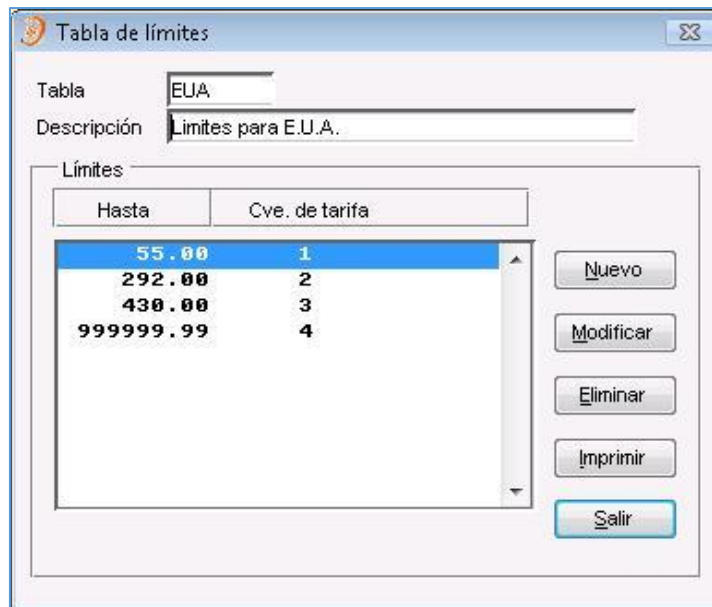 Tabla de límites
Tabla EUA
Descripción Limites para E.U.A.
Límites
Hasta Cve. de tarifa
55.00 1
292.00 2
430.00 3
999999.99 4
Nuevo
Modificar
Eliminar
Imprimir
Salir